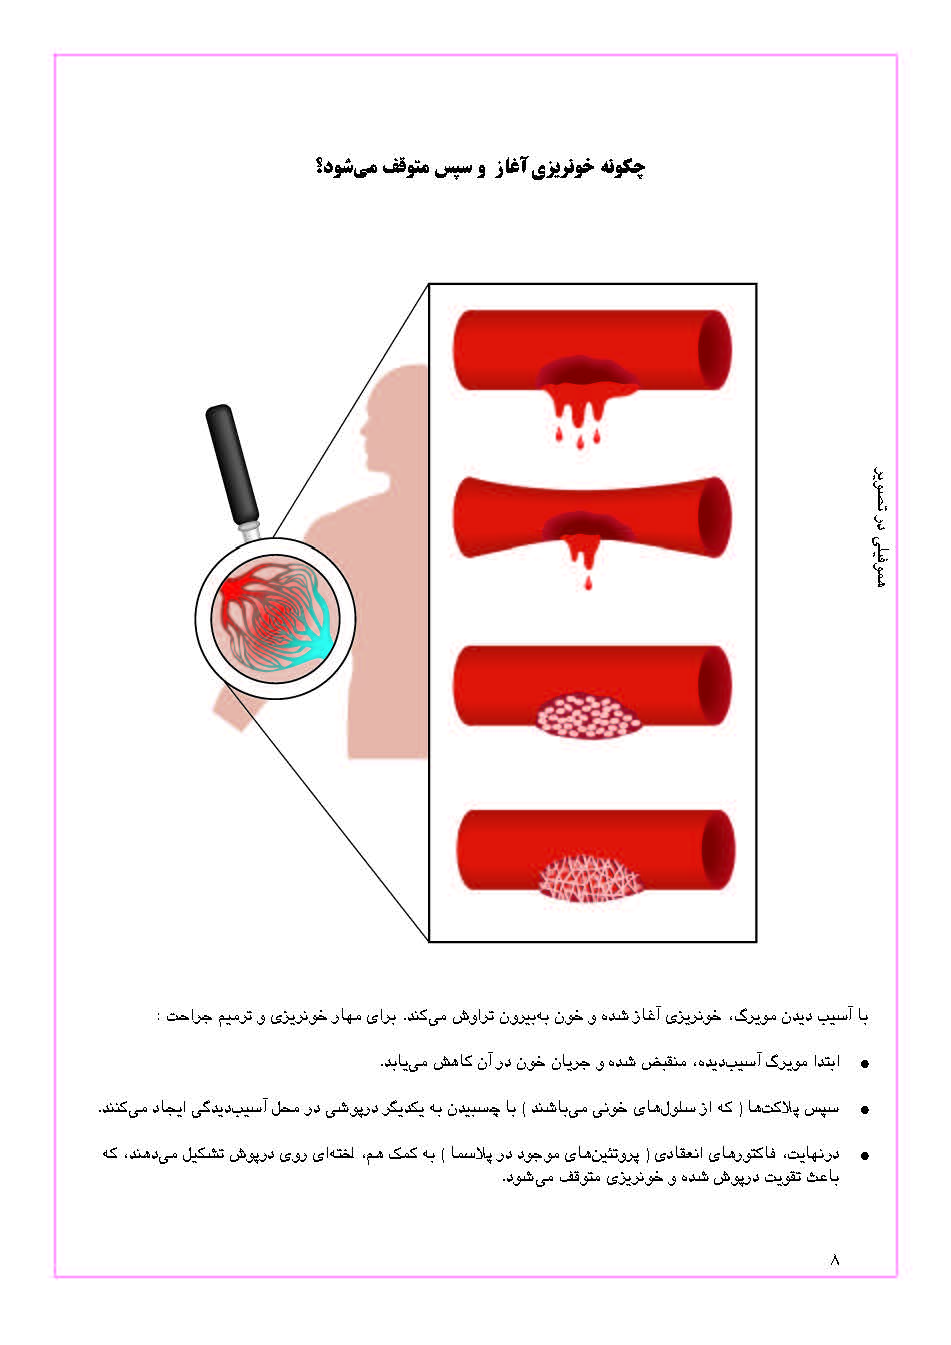 چگونه خونریزی آغاز و سپس متوقف می‌شود؟
هموفیلی در تصویر
با آسیب دیدن مویرگ، خونریزی آغاز شده و خون به‌بیرون تراوش می‌کند. برای مهار خونریزی و ترمیم جراحت :
● ابتدا مویرگ آسیب‌دیده، منقبض شده و جریان خون در آن کاهش می‌یابد.
● سپس پلاکت‌ها ( که از سلول‌های خونی می‌باشند ) با چسبیدن به یکدیگر درپوشی در محل آسیب‌دیدگی ایجاد می‌کنند.
● درنهایت، فاکتورهای انعقادی ( پروتئین‌های موجود در پلاسما ) به کمک هم، لخته‌ای روی درپوش تشکیل می‌دهند، که
باعث تقویت درپوش شده و خونریزی متوقف می‌شود.
۸